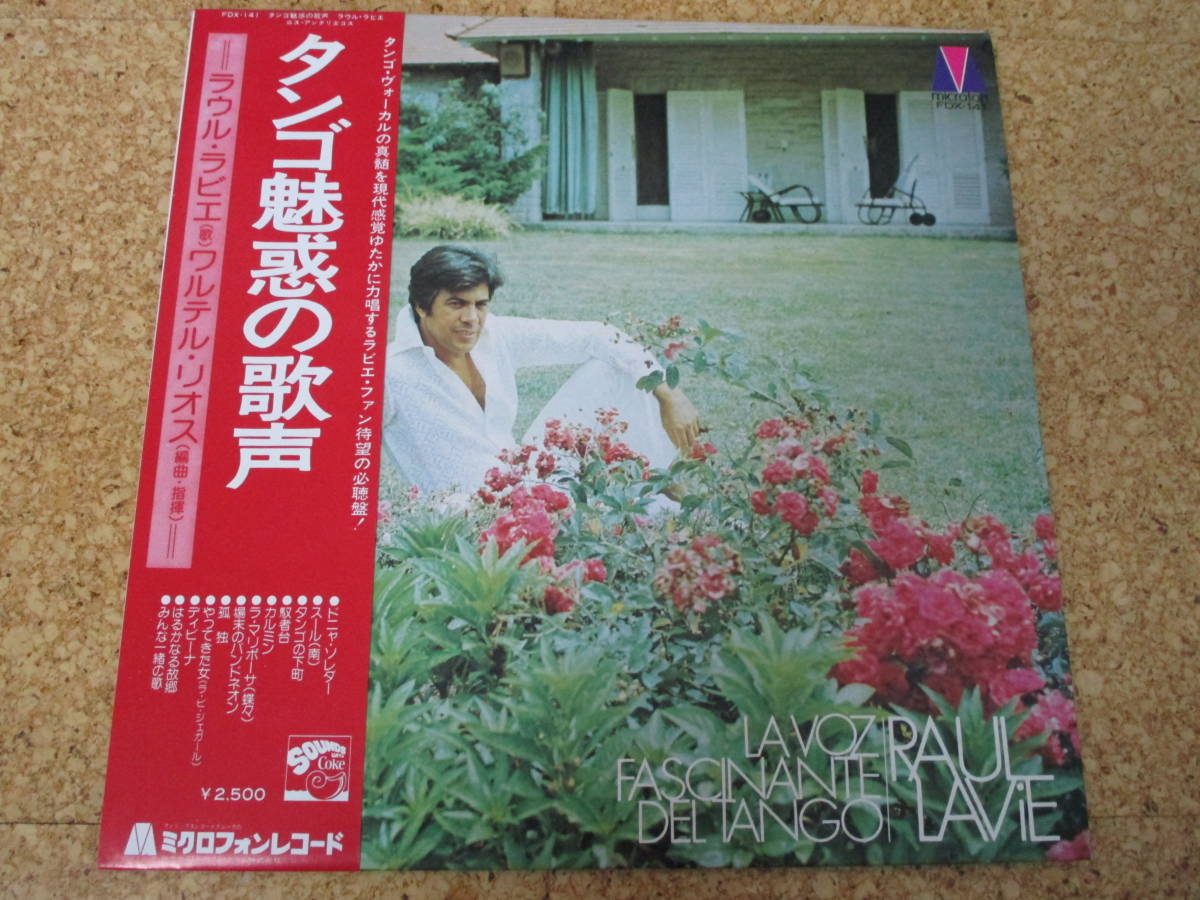 FDX-141 タンゴ魅惑の歌声 ラウル・ラビエ
タンゴ魅惑の歌声
ラウル・ラビエ(歌)ワルテル・リオス(編曲・指揮)
タンゴ・ヴォーカルの真髄を現代感覚ゆたかに力唱するラビエ・ファン待望の必聴盤!
●ドニャ・ソレダー
●スール(南)
●タンゴの下町
●馭者台
●カルミン
●ラ・マリポーサ(蝶々)
●場末のバンドネオン
●孤独
●やって来た女(ラ・ビ・ジェガール)
●ディビーナ
●はるかなる故郷
●みんな一緒の歌
SOUNDS
Coke
¥2,500
ミクロフォンレコード
microfon
FDX-141
LA VOZ
FASCINANTE
DEL TANGO
RAUL
LAVIE